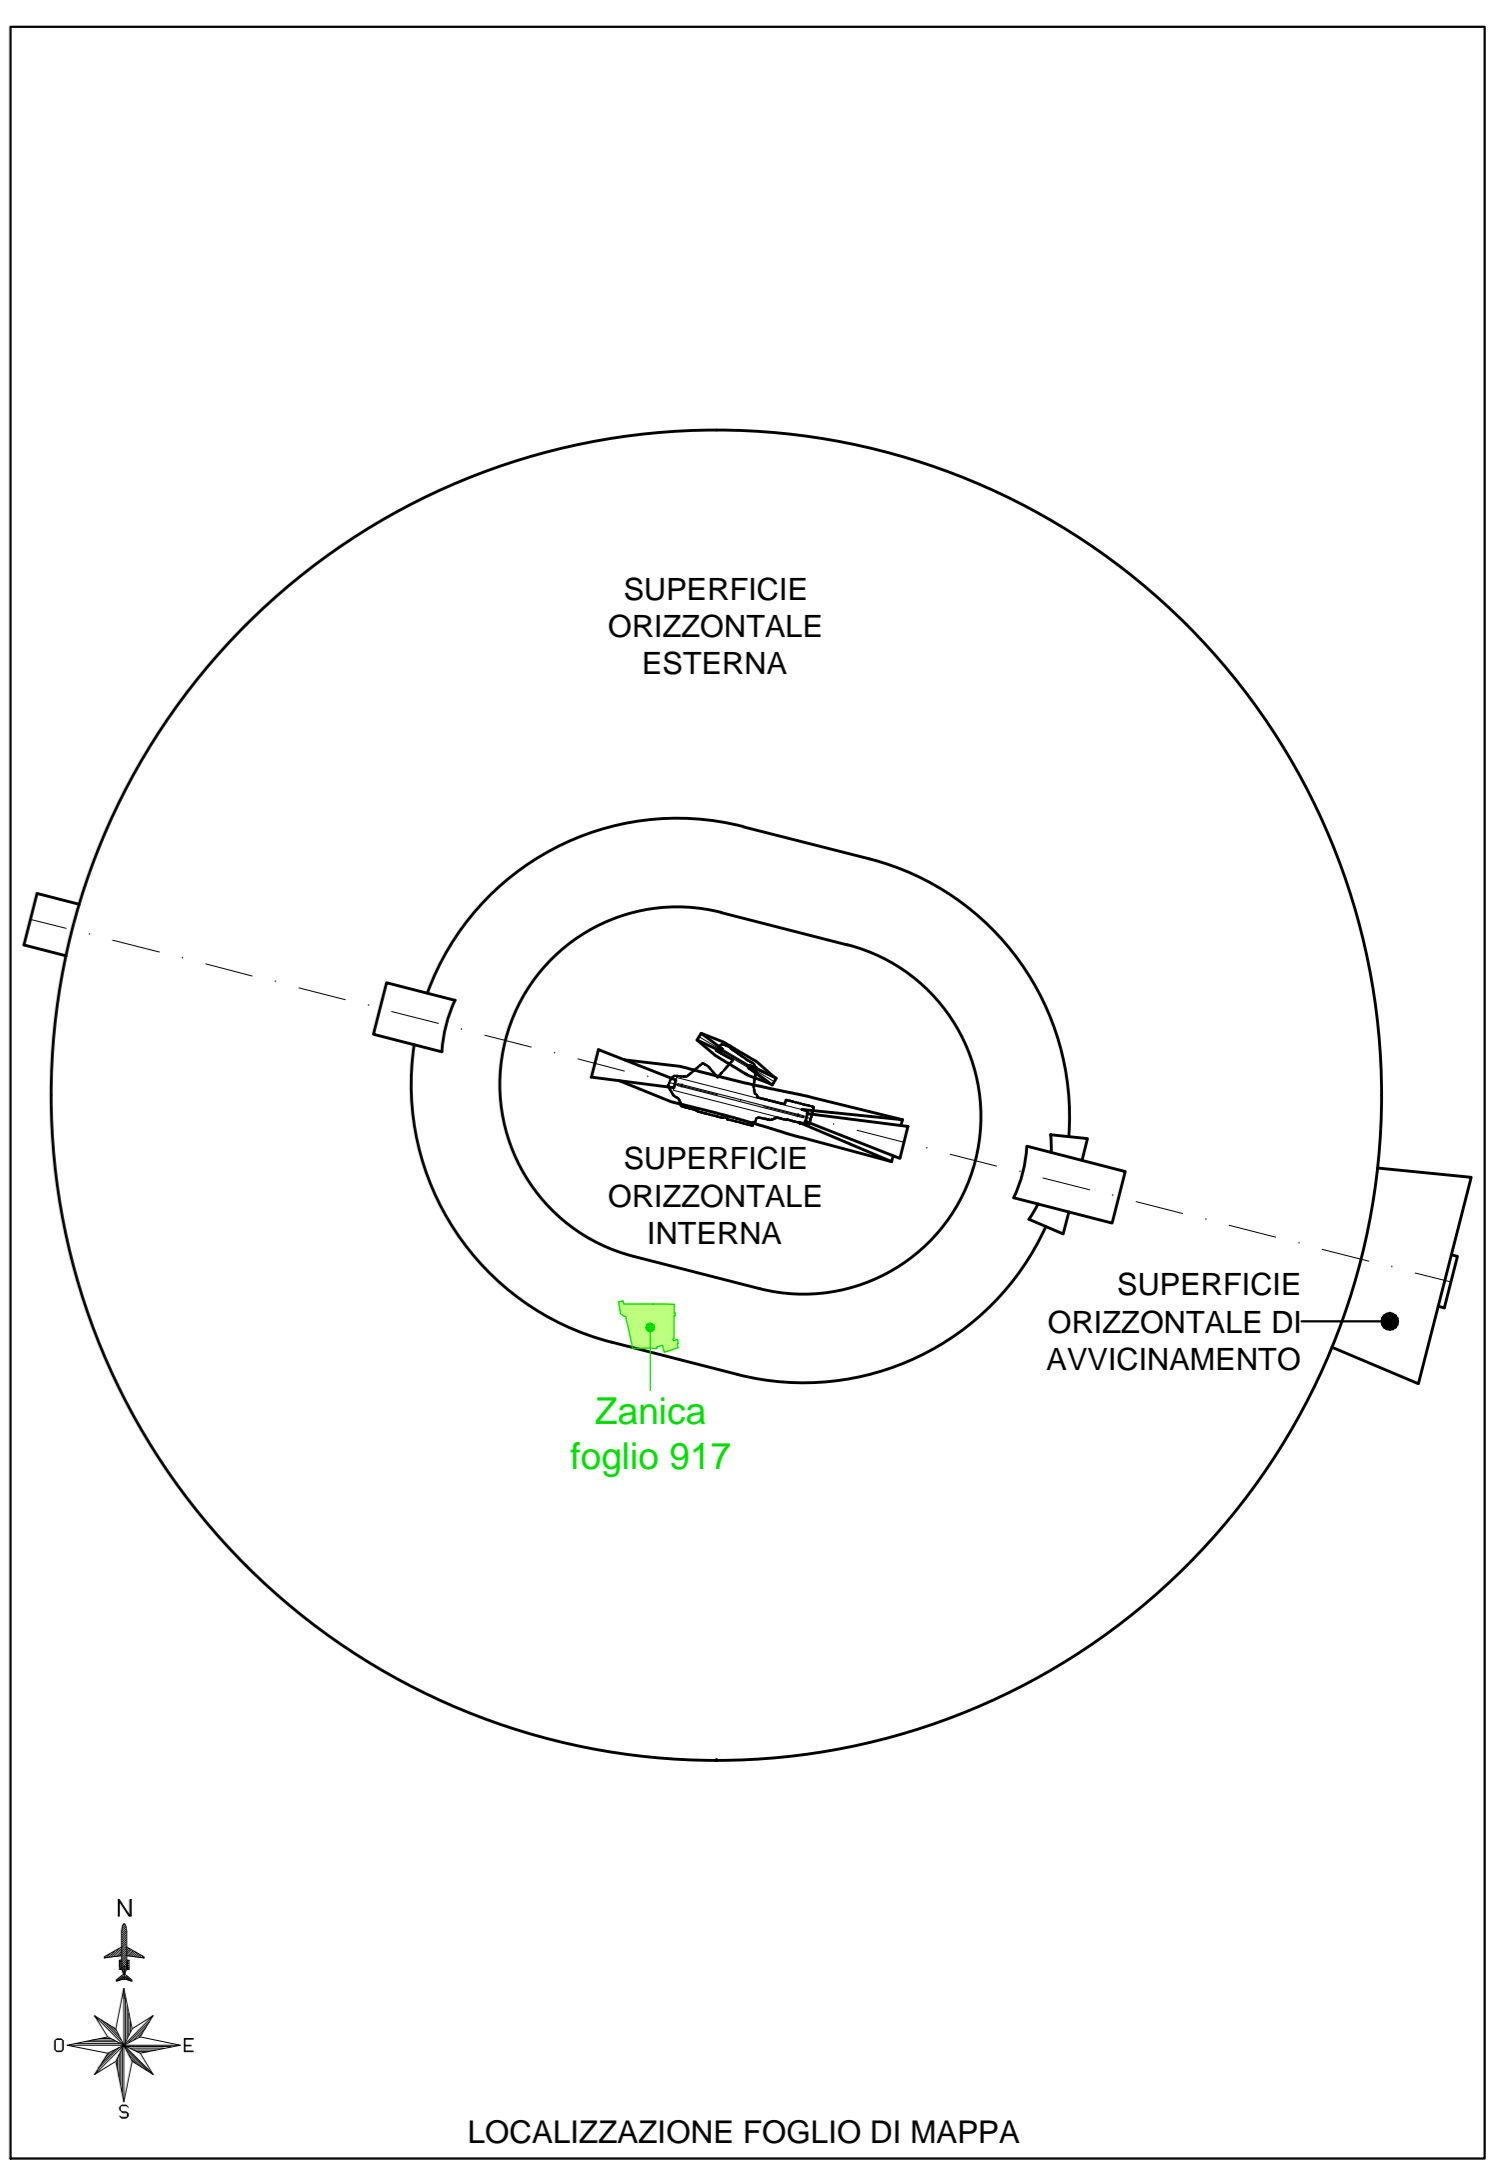 SUPERFICIE
ORIZZONTALE
ESTERNA
SUPERFICIE
ORIZZONTALE
INTERNA
SUPERFICIE
ORIZZONTALE DI
AVVICINAMENTO
Zanica
foglio 917
N
O
E
S
LOCALIZZAZIONE FOGLIO DI MAPPA